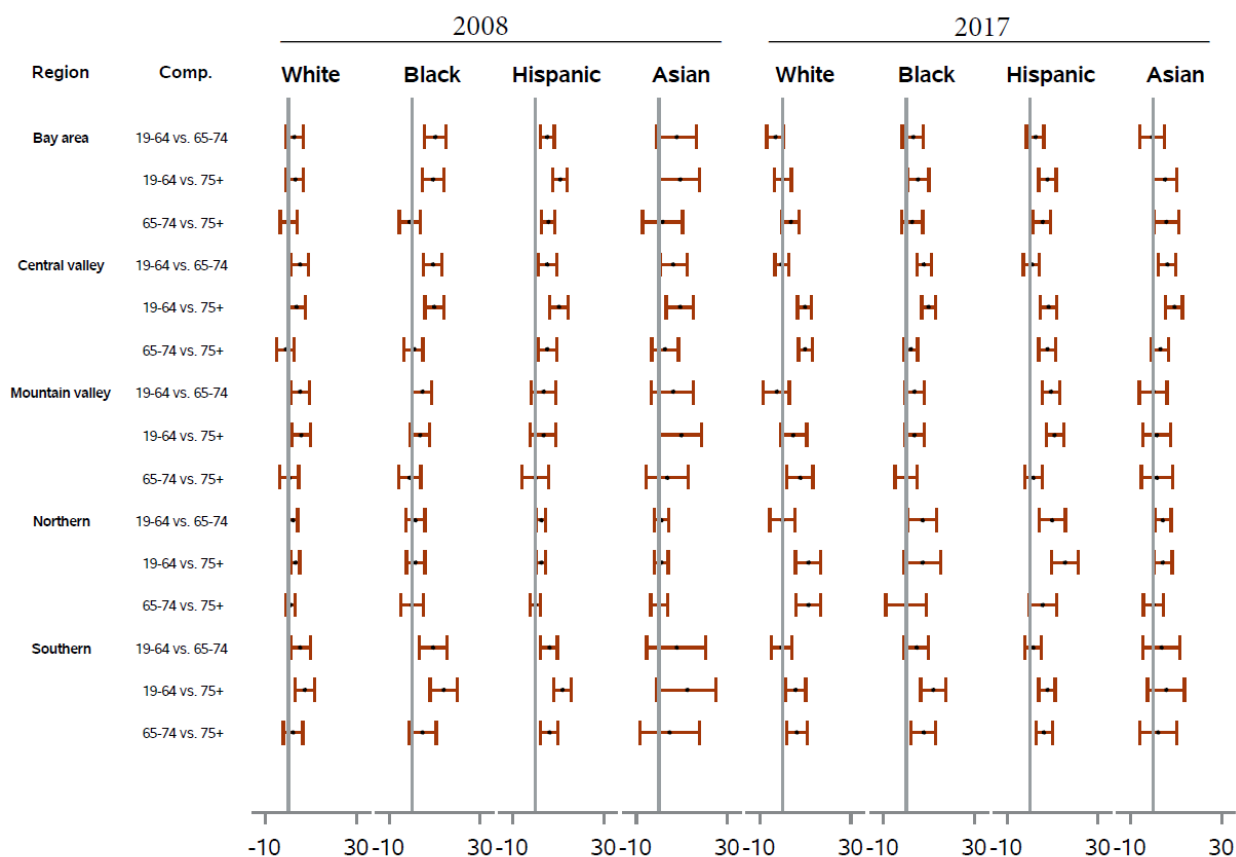 2008 2017
Region Comp. White Black Hispanic Asian White Black Hispanic Asian
Bay area 19-64 vs. 65-74
19-64 vs. 75+
65-74 vs. 75+
Central valley 19-64 vs. 65-74
19-64 vs. 75+
65-74 vs. 75+
Mountain valley 19-64 vs. 65-74
19-64 vs. 75+
65-74 vs. 75+
Northern 19-64 vs. 65-74
19-64 vs. 75+
65-74 vs. 75+
Southern 19-64 vs. 65-74
19-64 vs. 75+
65-74 vs. 75+
-10 30 -10 30 -10 30 -10 30 -10 30 -10 30 -10 30 -10 30